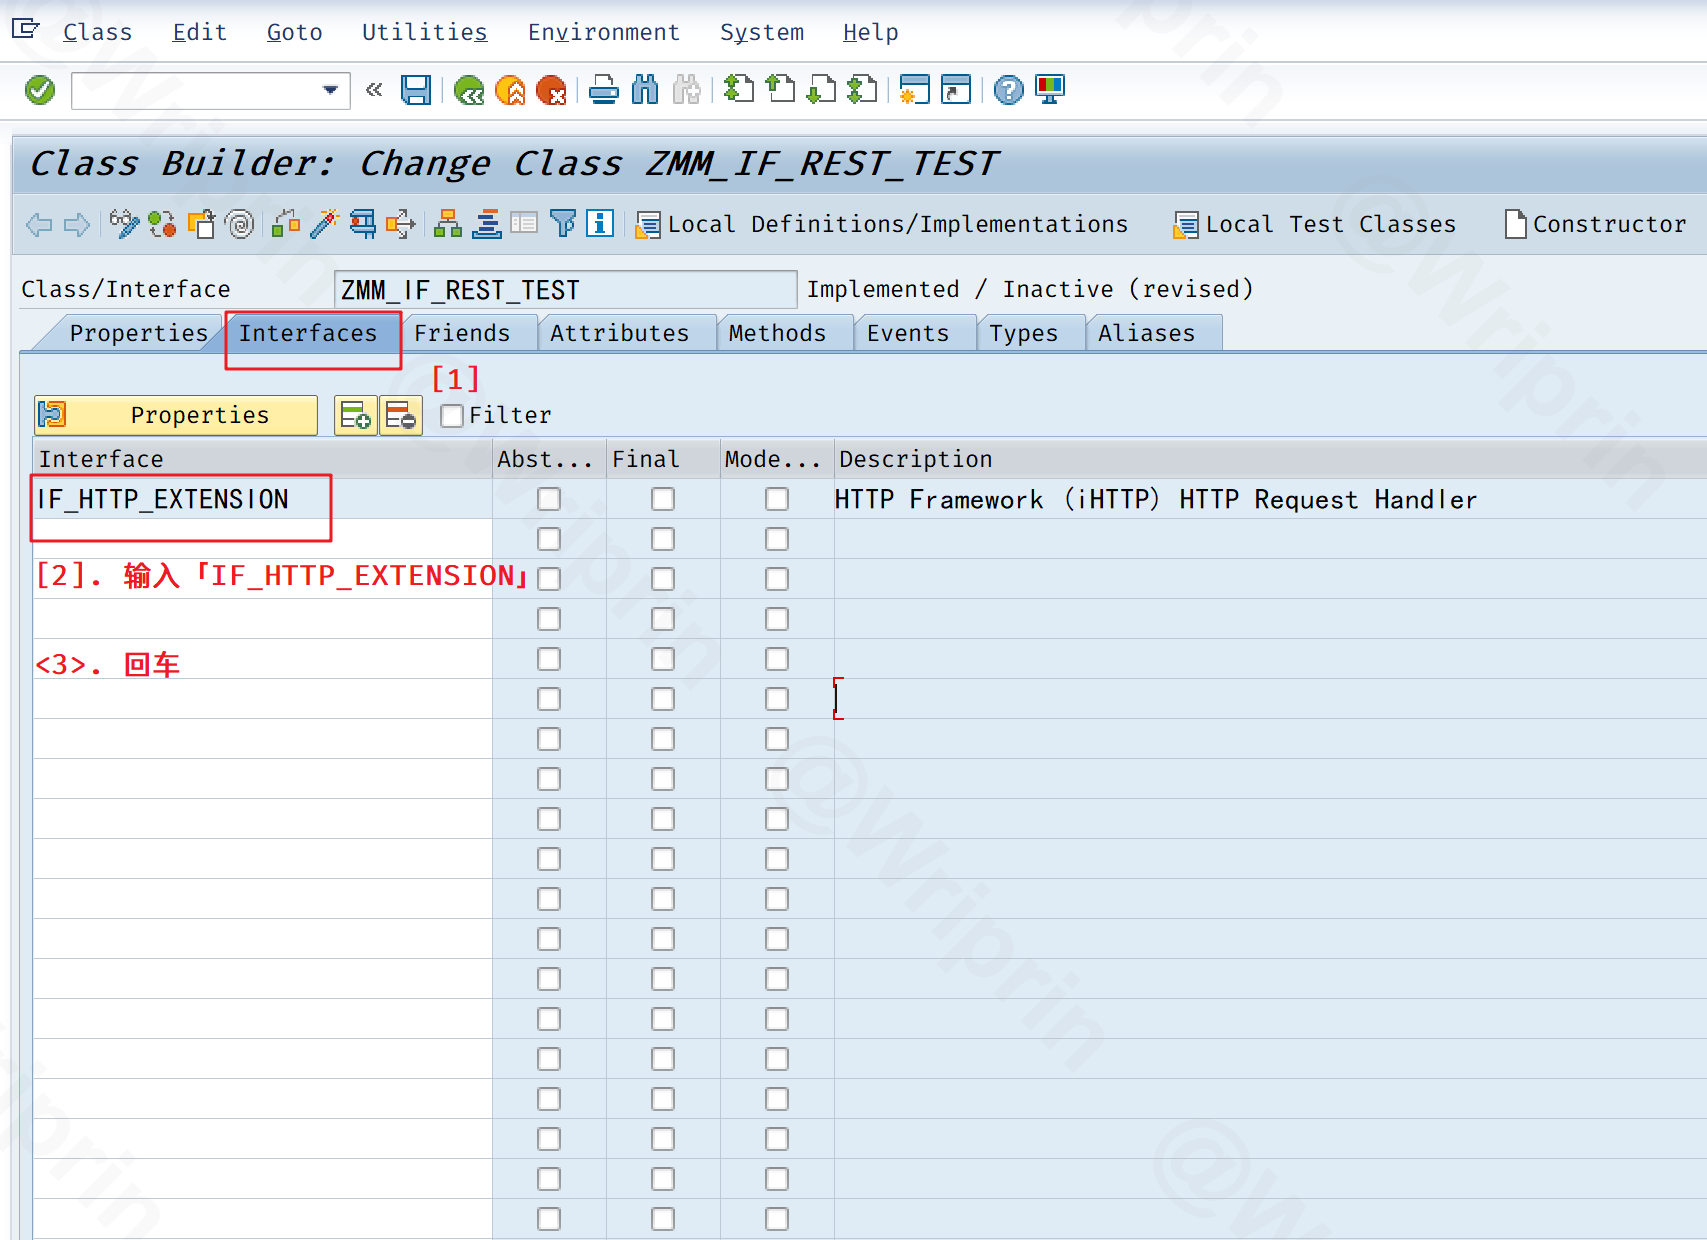 Class Edit Goto Utilities Environment System Help
Class Builder: Change Class ZMM_IF_REST_TEST
Local Definitions/Implementations Local Test Classes Constructor
Class/Interface ZMM_IF_REST_TEST Implemented / Inactive (revised)
Properties Interfaces Friends Attributes Methods Events Types Aliases
[1]
Properties Filter
Interface Abst... Final Mode... Description
IF_HTTP_EXTENSION HTTP Framework (iHTTP) HTTP Request Handler
[2]. 输入「IF_HTTP_EXTENSION」
<3>. 回车
@Wriprin